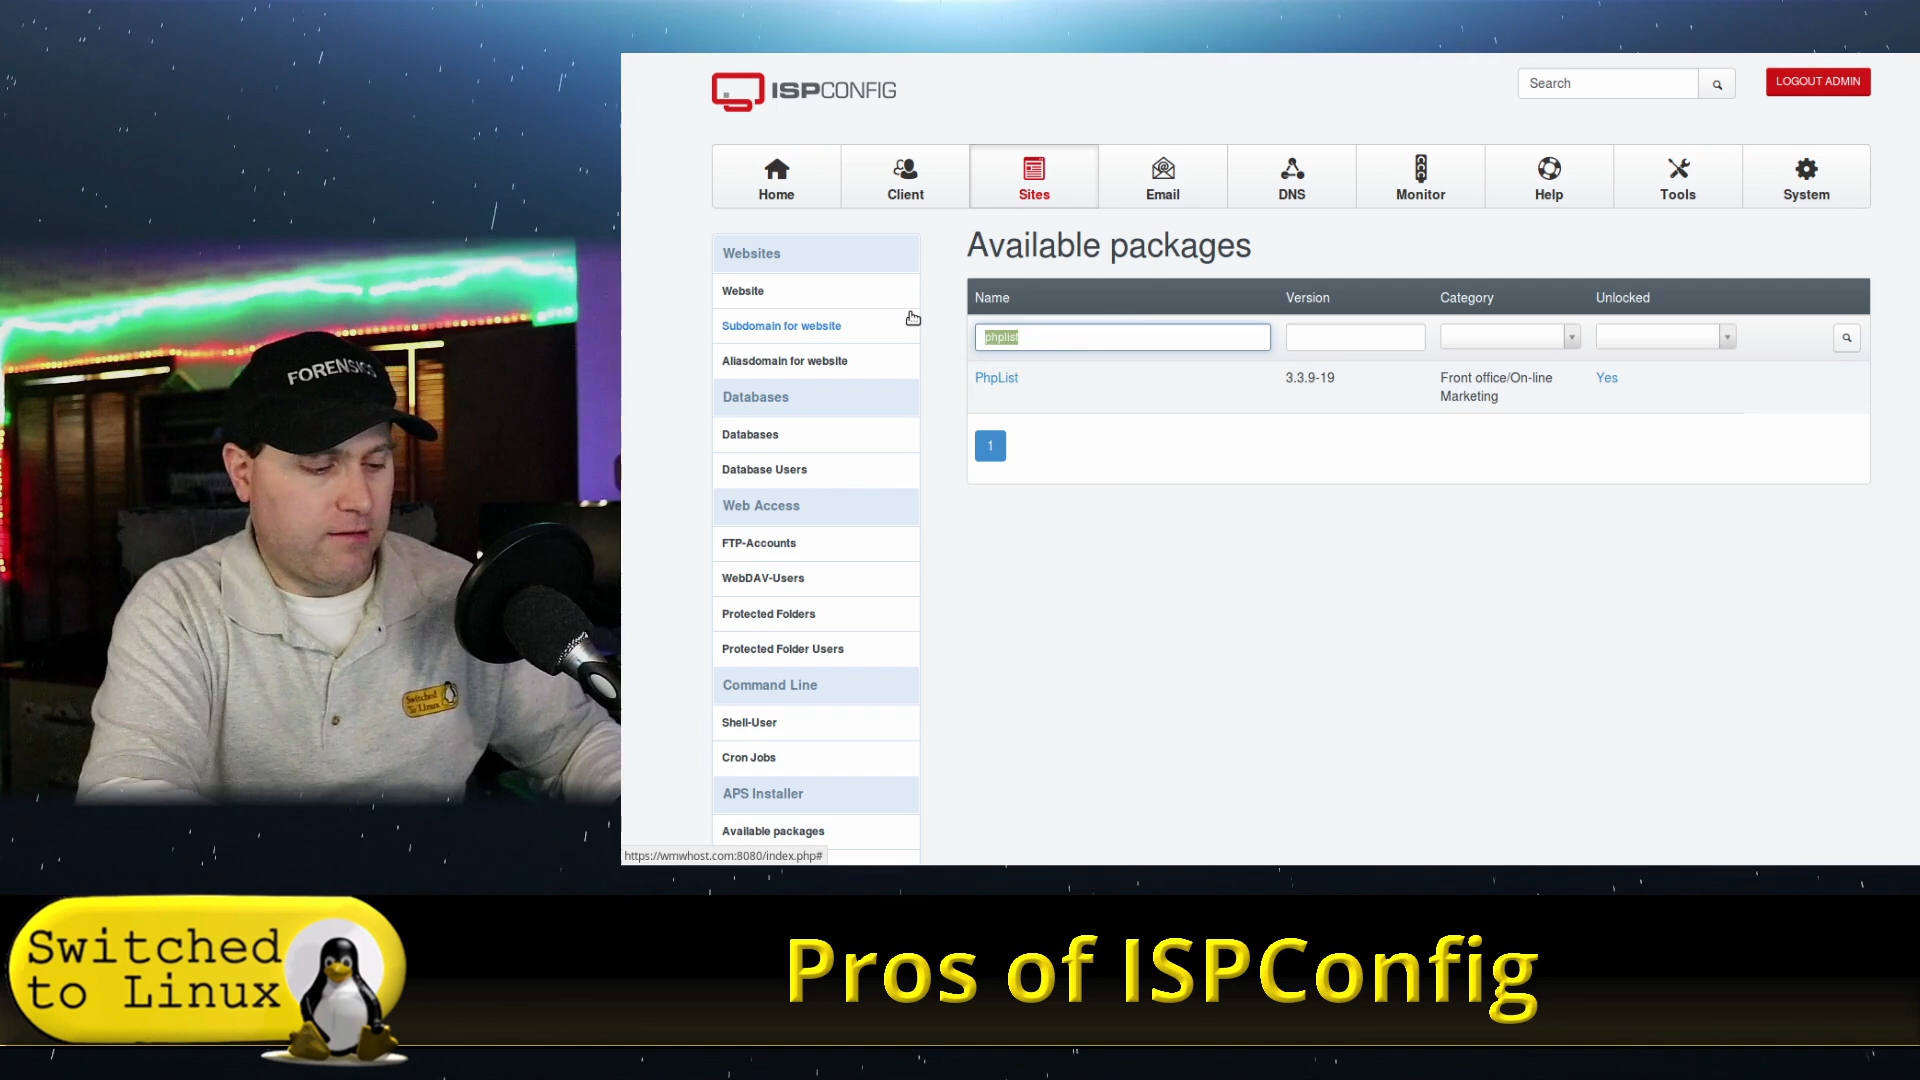 ISPCONFIG
Search
LOGOUT ADMIN
Home
Client
Sites
Email
DNS
Monitor
Help
Tools
System
Websites
Website
Subdomain for website
Aliasdomain for website
Databases
Databases
Database Users
Web Access
FTP-Accounts
WebDAV-Users
Protected Folders
Protected Folder Users
Command Line
Shell-User
Cron Jobs
APS Installer
Available packages
https://wmwhost.com:8080/index.php#
Available packages
Name Version Category Unlocked
phplist
PhpList 3.3.9-19 Front office/On-line Yes
Marketing
1
FORENSICS
Switched
To Linux
Switched
to Linux
Pros of ISPConfig